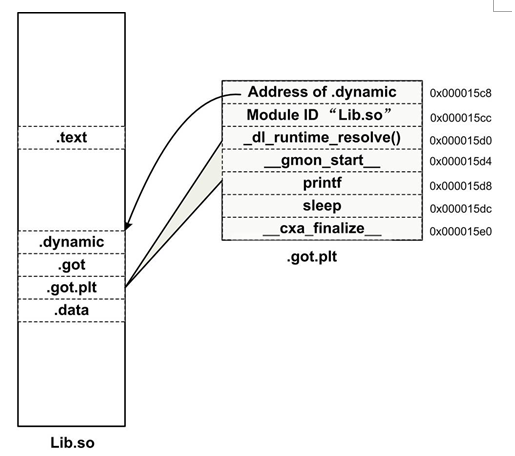 .text
.dynamic
.got
.got.plt
.data
Lib.so
Address of .dynamic 0x000015c8
Module ID “Lib.so” 0x000015cc
_dl_runtime_resolve() 0x000015d0
__gmon_start__ 0x000015d4
printf 0x000015d8
sleep 0x000015dc
__cxa_finalize__ 0x000015e0
.got.plt